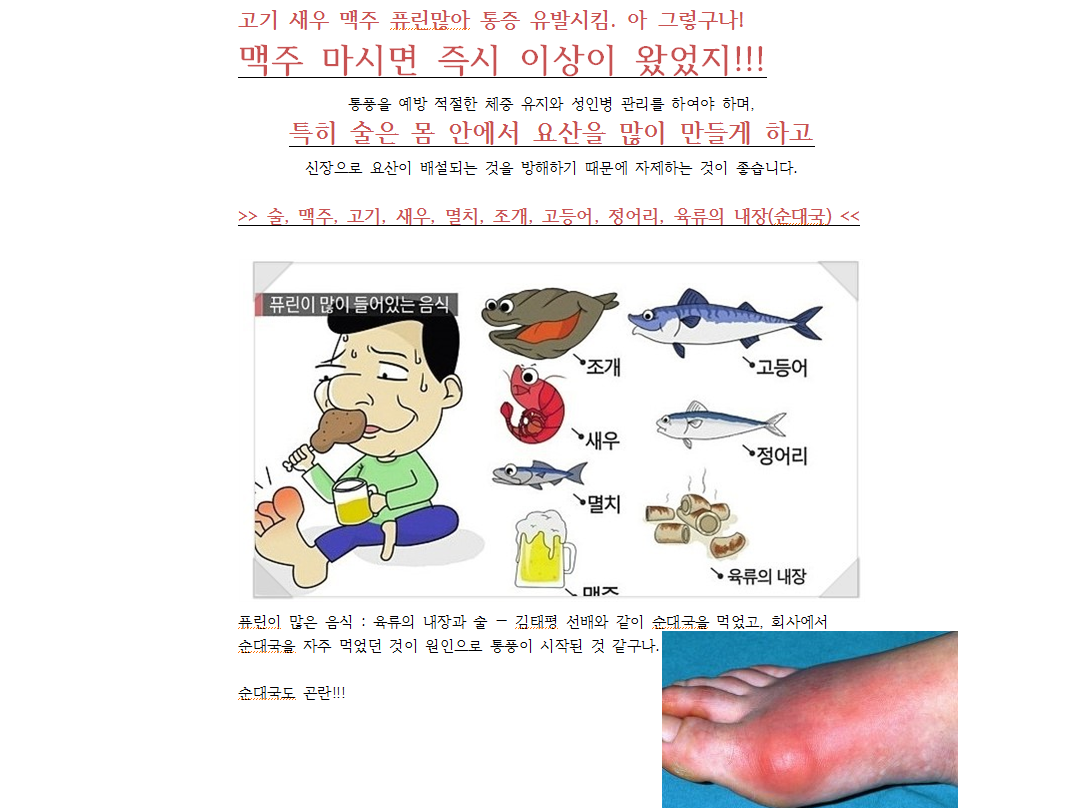 고기 새우 맥주 퓨린많아 통증 유발시킴. 아 그렇구나!
맥주 마시면 즉시 이상이 왔었지!!!
통풍을 예방 적절한 체중 유지와 성인병 관리를 하여야 하며,
특히 술은 몸 안에서 요산을 많이 만들게 하고
신장으로 요산이 배설되는 것을 방해하기 때문에 자제하는 것이 좋습니다.
>> 술, 맥주, 고기, 새우, 멸치, 조개, 고등어, 정어리, 육류의 내장(순대국) <<
퓨린이 많이 들어있는 음식
조개
고등어
새우
정어리
멸치
육류의 내장
맥주
퓨린이 많은 음식 : 육류의 내장과 술 – 김태평 선배와 같이 순대국을 먹었고, 회사에서
순대국을 자주 먹었던 것이 원인으로 통풍이 시작된 것 같구나.
순대국도 곤란!!!